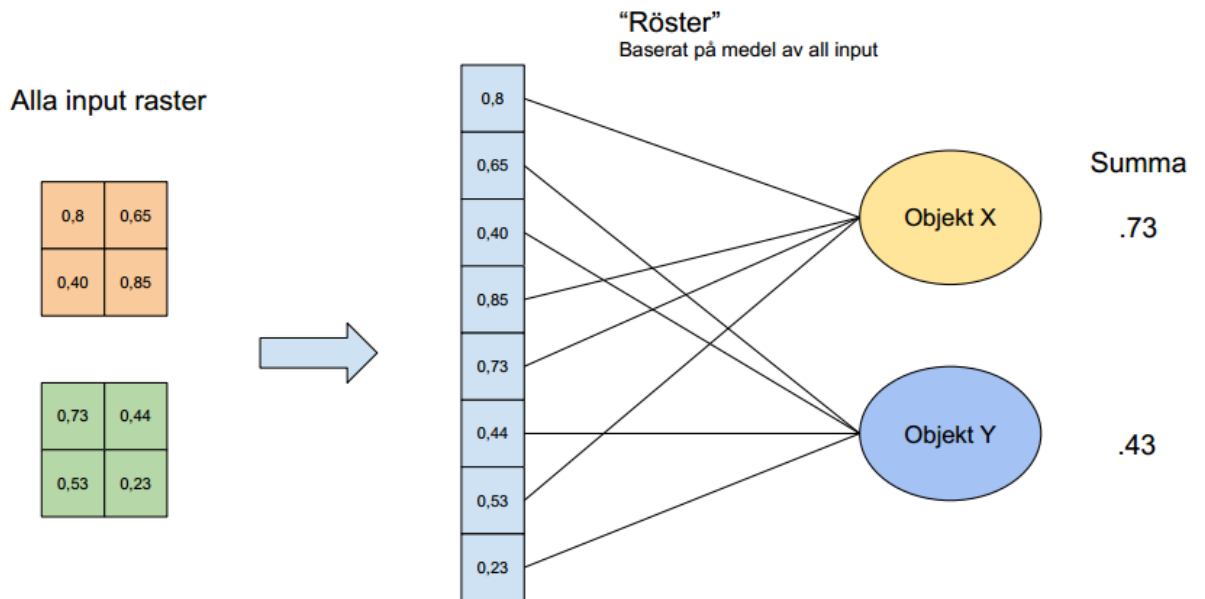 “Röster”
Baserat på medel av all input
Alla input raster
0,8 0,65
0,40 0,85
0,73 0,44
0,53 0,23
0,8
0,65
0,40
0,85
0,73
0,44
0,53
0,23
Objekt X
Objekt Y
Summa
.73
.43